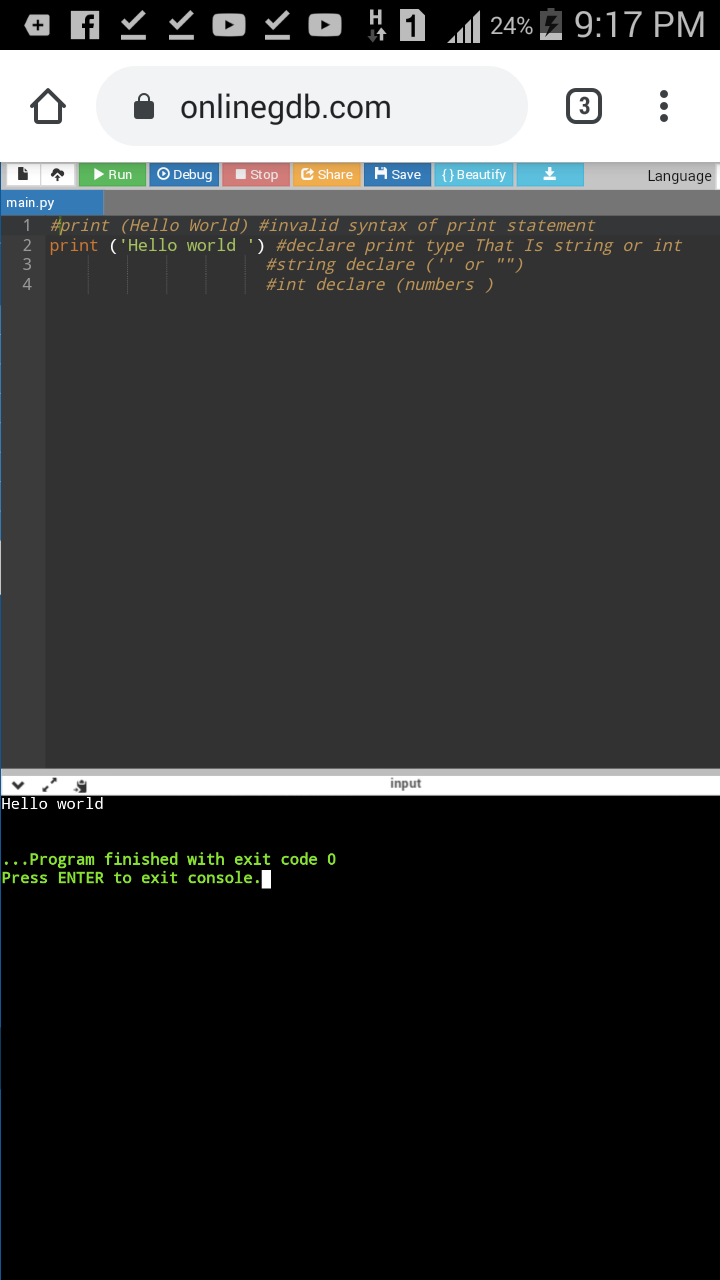 H 1 24% 9:17 PM
onlinegdb.com 3
Run Debug Stop Share Save { } Beautify Language
main.py
1 #print (Hello World) #invalid syntax of print statement
2 print ('Hello world ') #declare print type That Is string or int
3 #string declare ('' or "")
4 #int declare (numbers )
input
Hello world
...Program finished with exit code 0
Press ENTER to exit console.